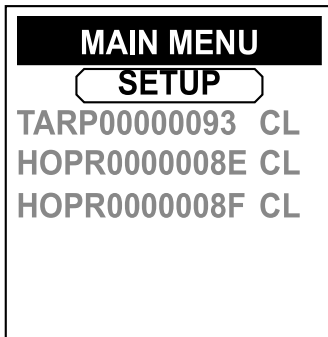 MAIN MENU
SETUP
TARP00000093 CL
HOPR0000008E CL
HOPR0000008F CL